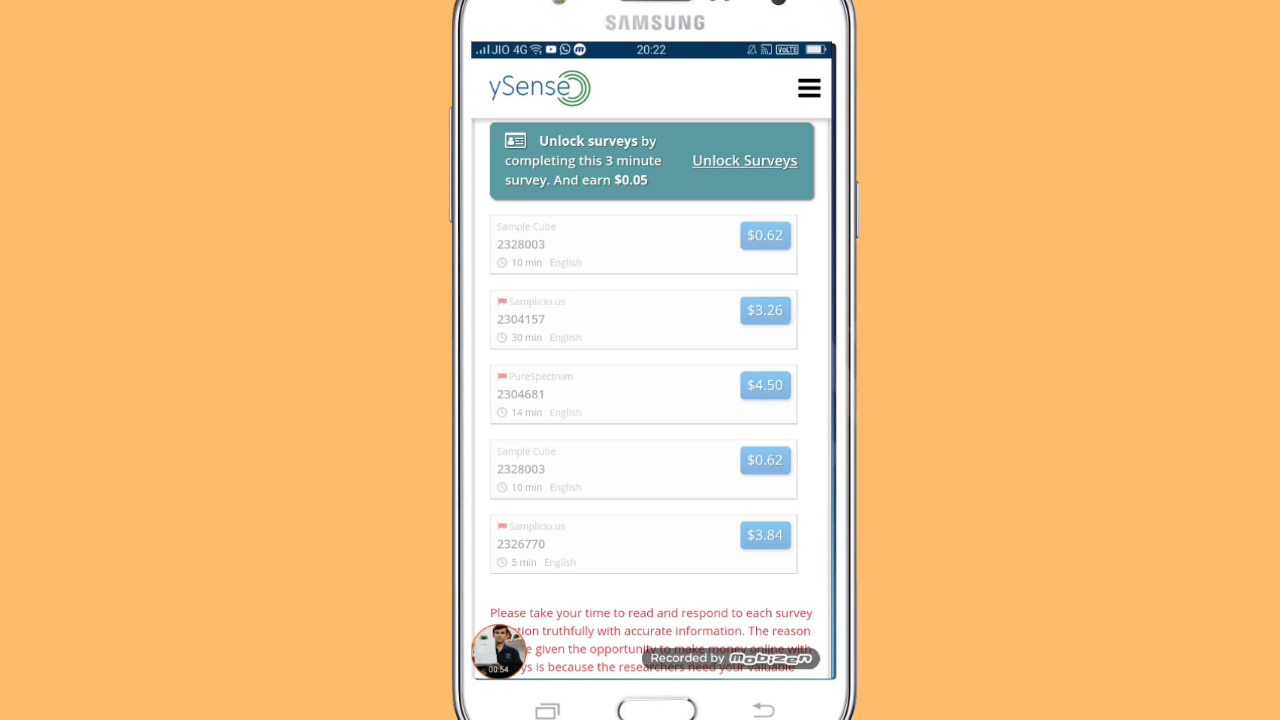 SAMSUNG
JIO 4G 20:22 VoLTE
ySense
Unlock surveys by
completing this 3 minute
survey. And earn $0.05
Unlock Surveys
Sample Cube
2328003
10 min English
$0.62
Samplicio.us
2304157
30 min English
$3.26
PureSpectrum
2304681
14 min English
$4.50
Sample Cube
2328003
10 min English
$0.62
Samplicio.us
2326770
5 min English
$3.84
Please take your time to read and respond to each survey
tion truthfully with accurate information. The reason
e given the opportunity to make money online with
ys is because the researchers need your valuable
Recorded by mobizen
00:54